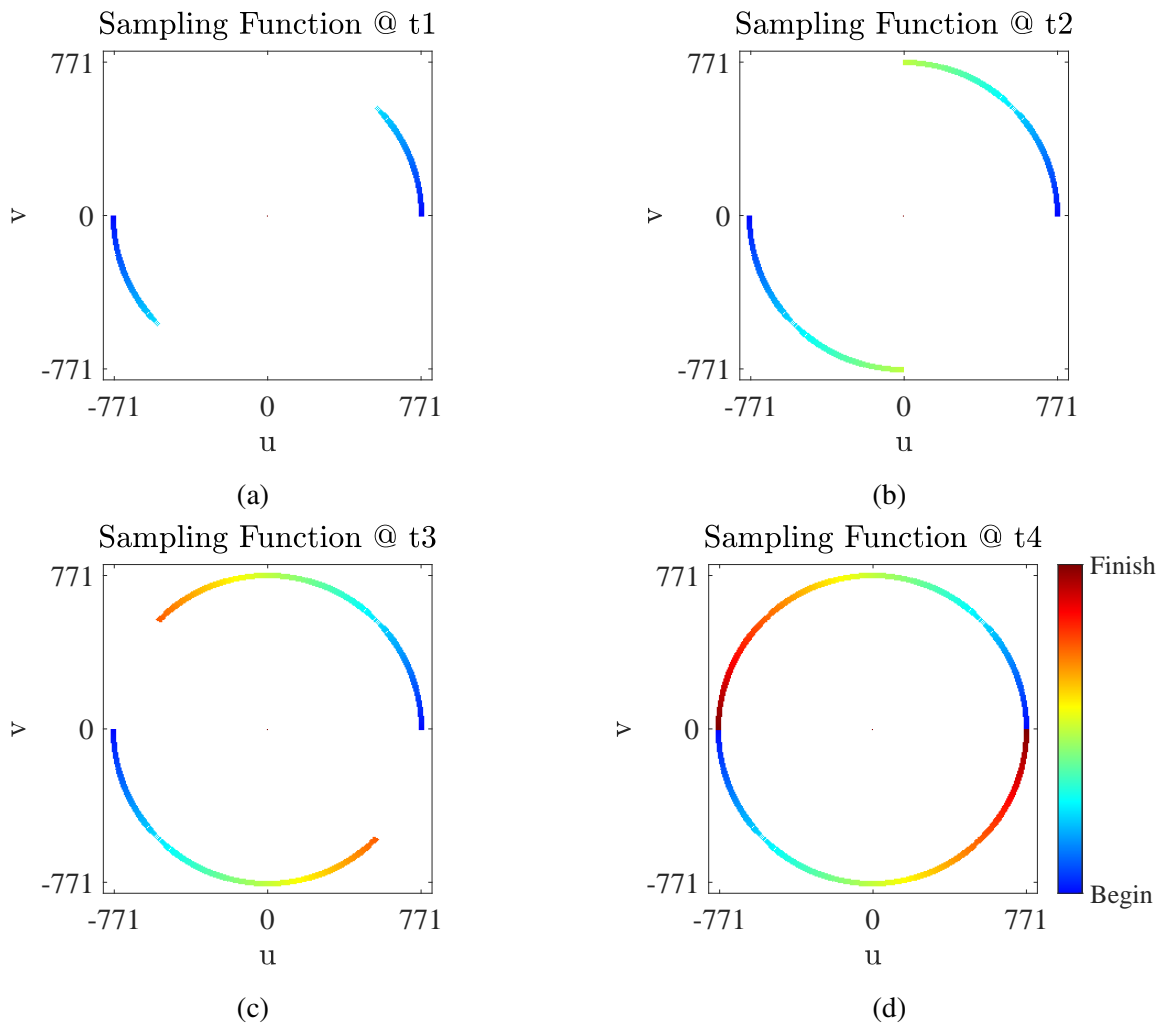 Sampling Function @ t1
771
0
-771
v
-771 0 771
u
(a)
Sampling Function @ t2
771
0
-771
v
-771 0 771
u
(b)
Sampling Function @ t3
771
0
-771
v
-771 0 771
u
(c)
Sampling Function @ t4
771
0
-771
v
-771 0 771
u
Finish
Begin
(d)